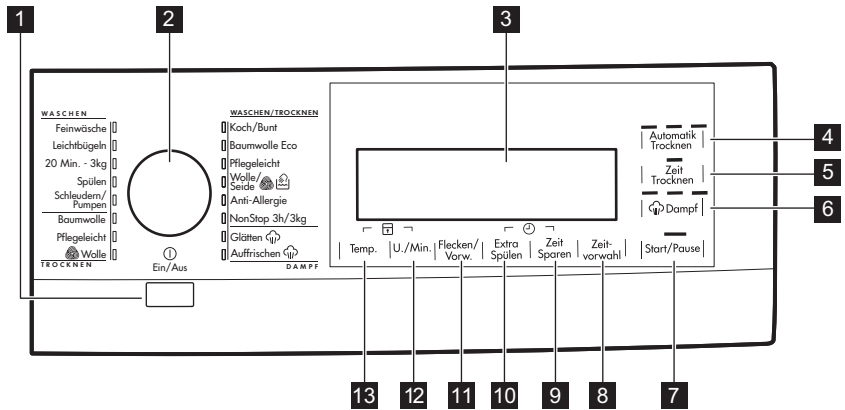 1
2
3
WASCHEN
Feinwäsche
Leichtbügeln
20 Min. - 3kg
Spülen
Schleudern/
Pumpen
Baumwolle
Pflegeleicht
Wolle
TROCKNEN
Ein/Aus
WASCHEN/TROCKNEN
Koch/Bunt
Baumwolle Eco
Pflegeleicht
Wolle/
Seide
Anti-Allergie
NonStop 3h/3kg
Glätten
Auffrischen
DAMPF
Temp.
U./Min.
Flecken/
Vorw.
Extra
Spülen
Zeit
Sparen
Zeit-
vorwahl
Automatik
Trocknen
Zeit
Trocknen
Dampf
Start/Pause
4
5
6
13
12
11
10
9
8
7